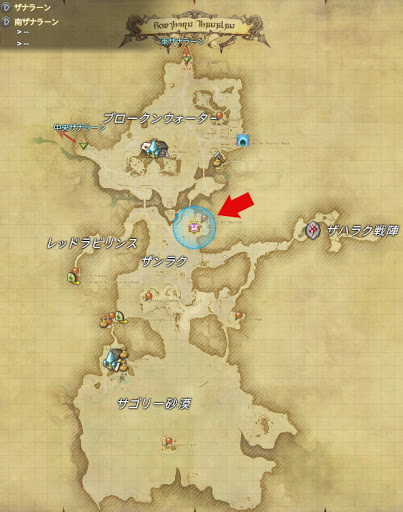 Ⓓ ザナラーン
Ⓓ 南ザナラーン
> --
> --
東ザナラーン
ブロークンウォーター
中央ザナラーン
レッドラビリンス
ザハラク戦陣
ザンラク
サゴリー砂漠